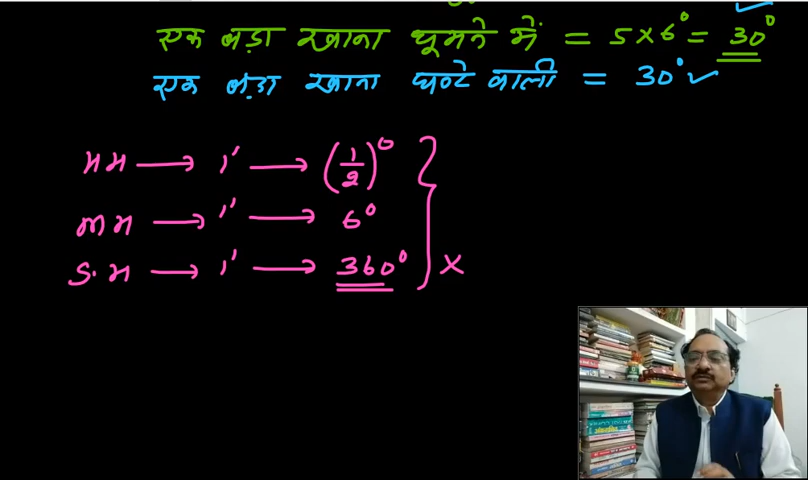 एक बड़ा खाना घूमने में = 5 × 6° = 30°
एक बड़ा खाना घण्टे वाली = 30° ✓
HH → 1' → (1/2)°
MH → 1' → 6°
S.H → 1' → 360° } ×